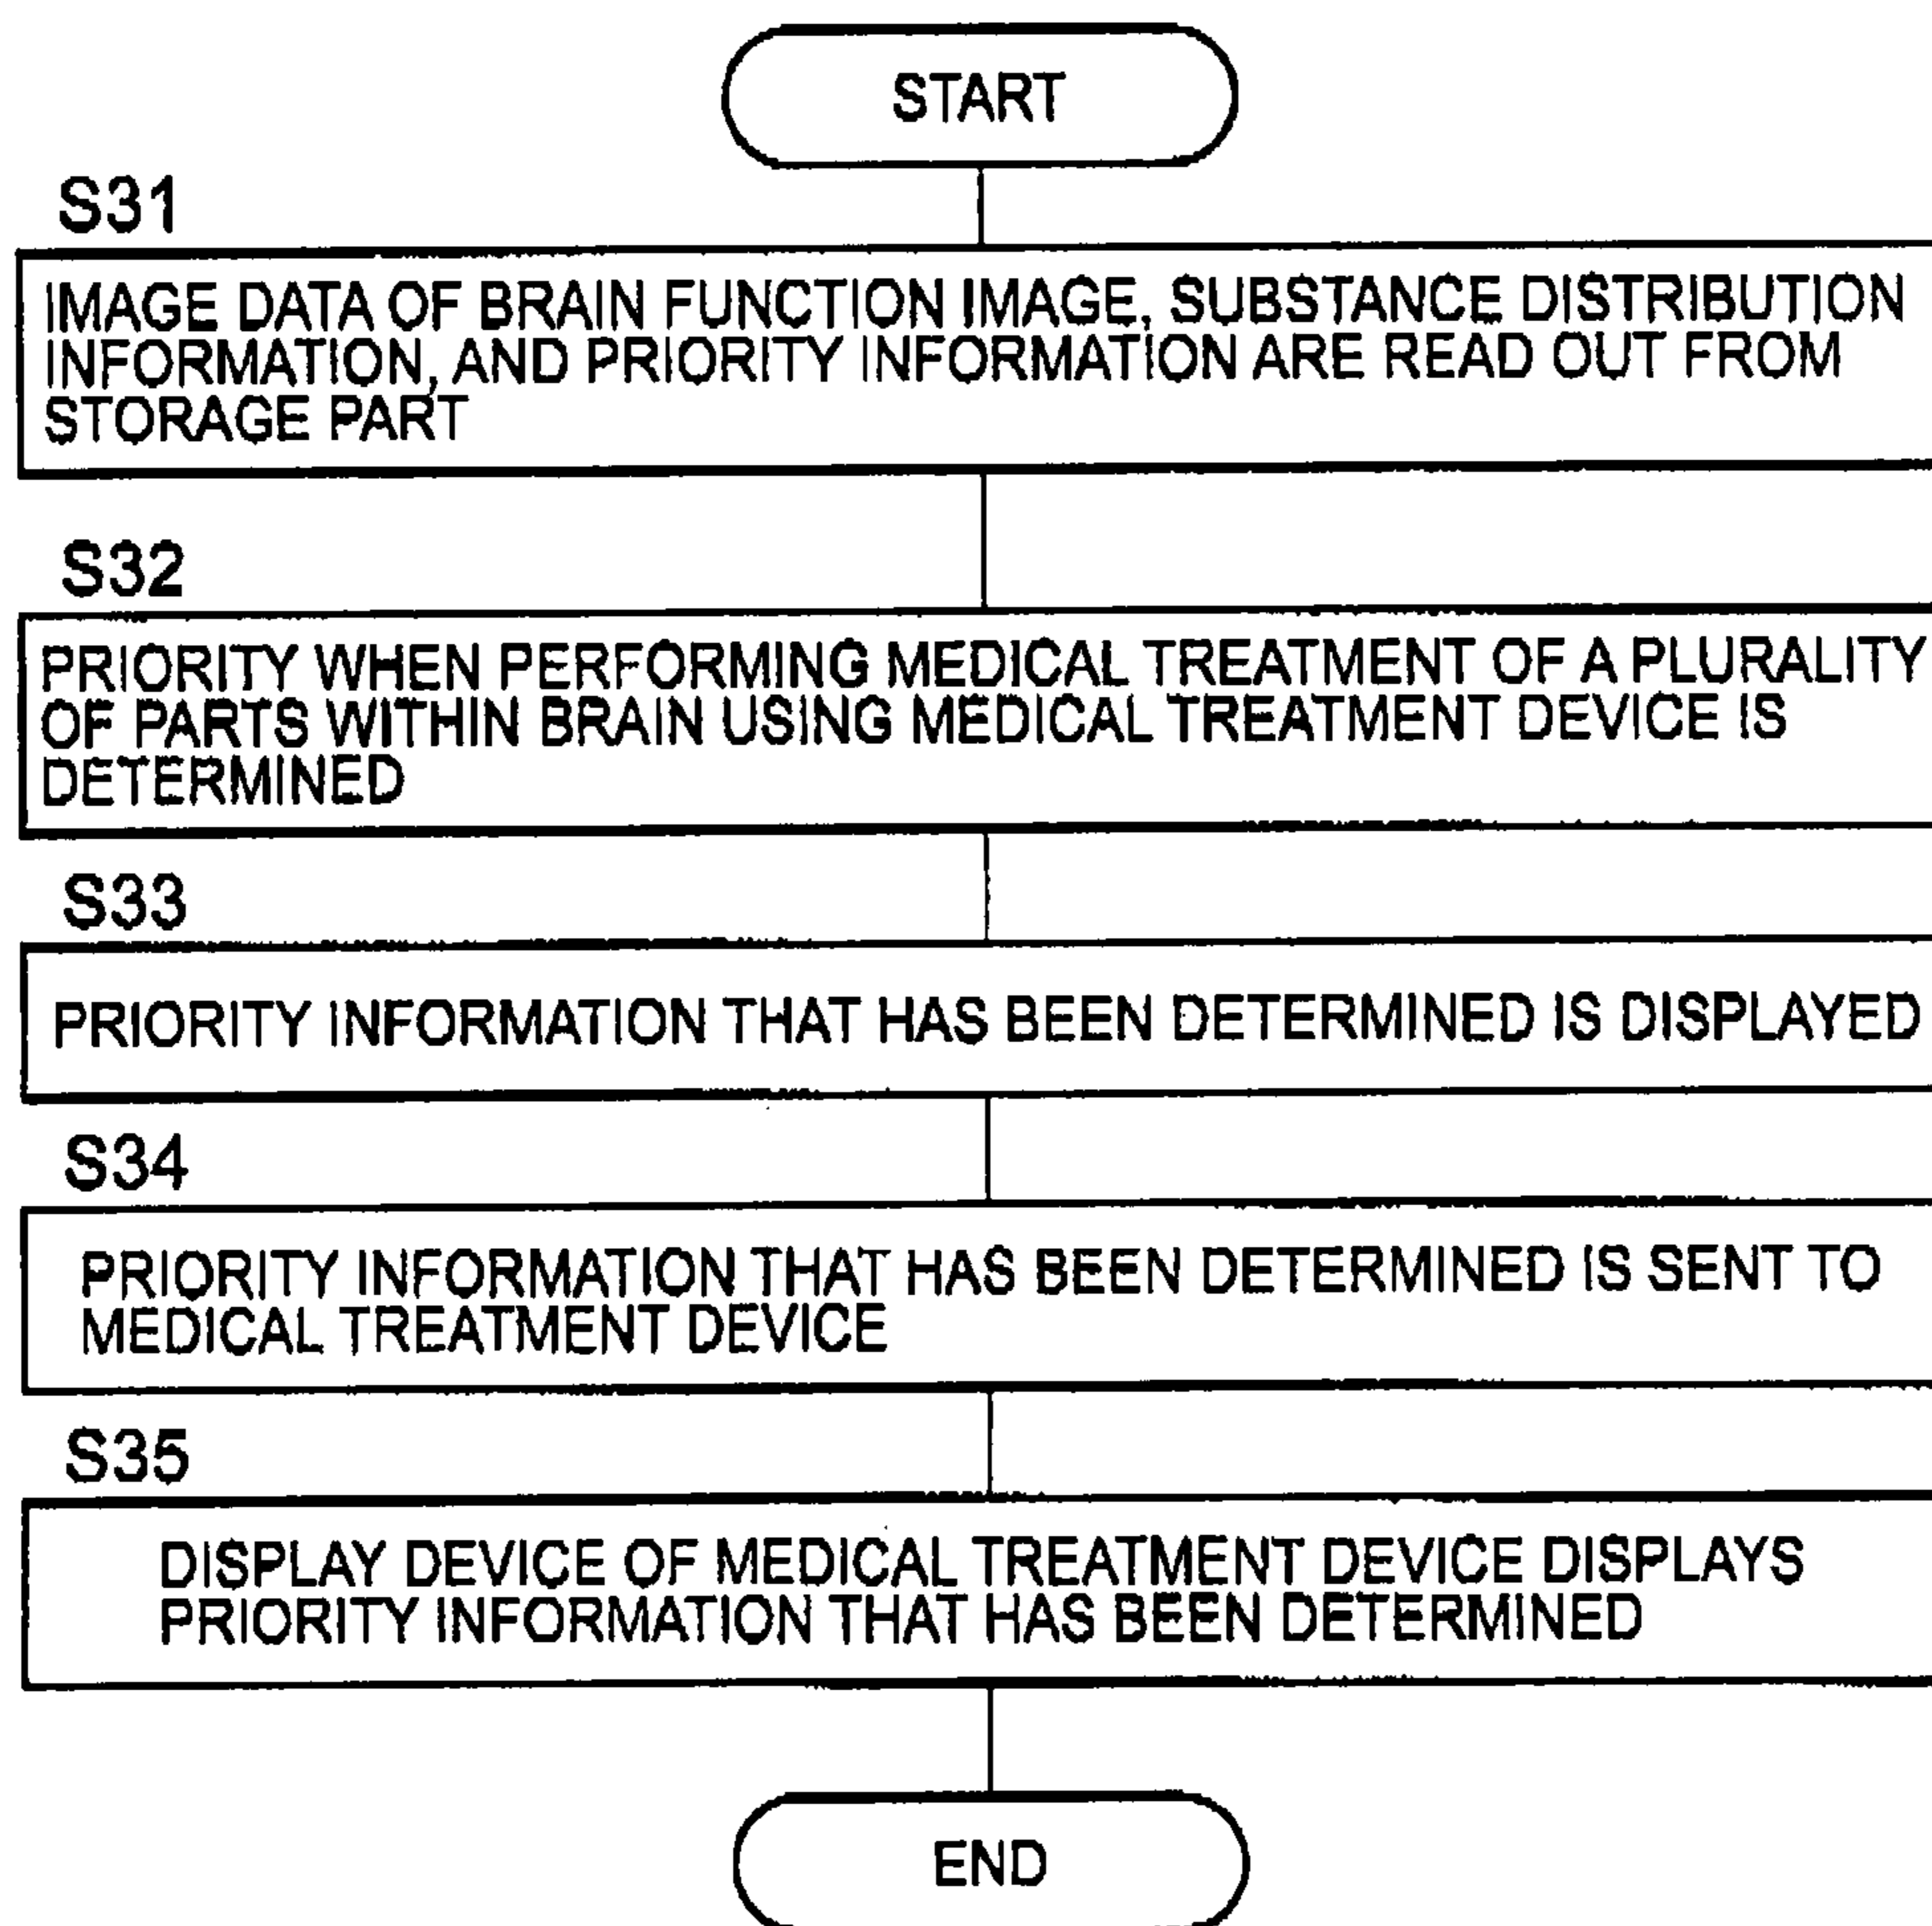 START
S31
IMAGE DATA OF BRAIN FUNCTION IMAGE, SUBSTANCE DISTRIBUTION
INFORMATION, AND PRIORITY INFORMATION ARE READ OUT FROM
STORAGE PART
S32
PRIORITY WHEN PERFORMING MEDICAL TREATMENT OF A PLURALITY
OF PARTS WITHIN BRAIN USING MEDICAL TREATMENT DEVICE IS
DETERMINED
S33
PRIORITY INFORMATION THAT HAS BEEN DETERMINED IS DISPLAYED
S34
PRIORITY INFORMATION THAT HAS BEEN DETERMINED IS SENT TO
MEDICAL TREATMENT DEVICE
S35
DISPLAY DEVICE OF MEDICAL TREATMENT DEVICE DISPLAYS
PRIORITY INFORMATION THAT HAS BEEN DETERMINED
END